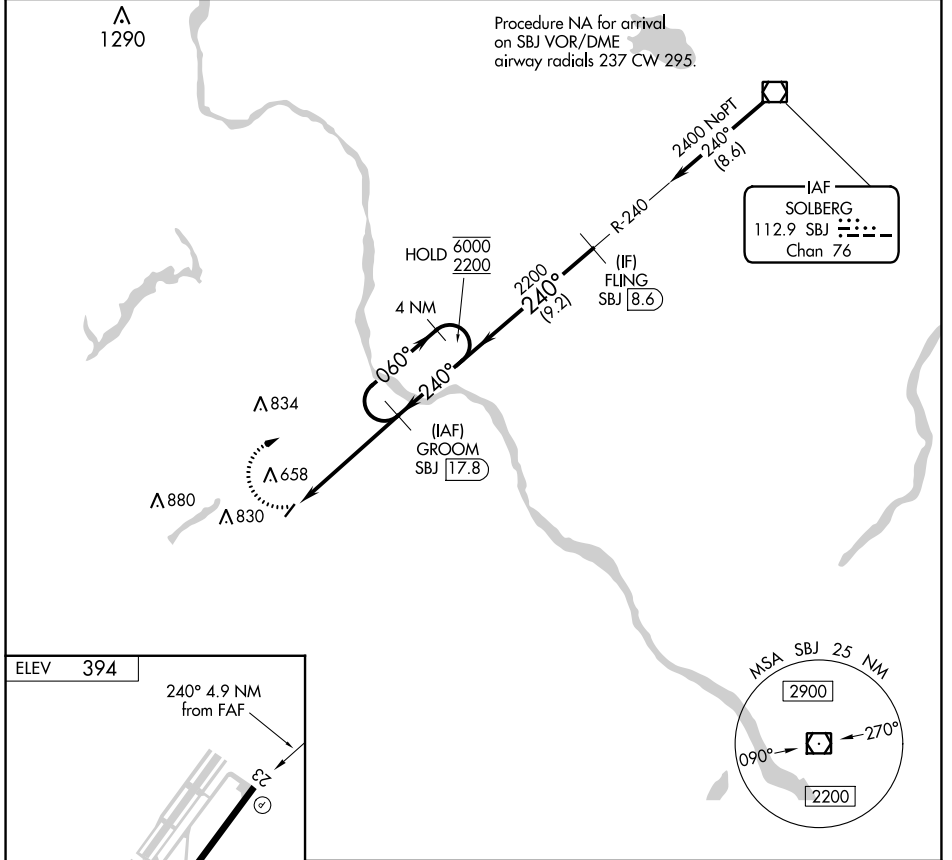 1290
Procedure NA for arrival
on SBJ VOR/DME
airway radials 237 CW 295.
2400 NoPT
240°
(8.6)
IAF
SOLBERG
112.9 SBJ
Chan 76
R-240
HOLD 6000
2200
(IF)
FLING
SBJ 8.6
2200
240°
(9.2)
4 NM
060°
240°
834
(IAF)
GROOM
SBJ 17.8
658
880
830
ELEV 394
240° 4.9 NM
from FAF
23
P
MSA SBJ 25 NM
2900
090°
270°
2200